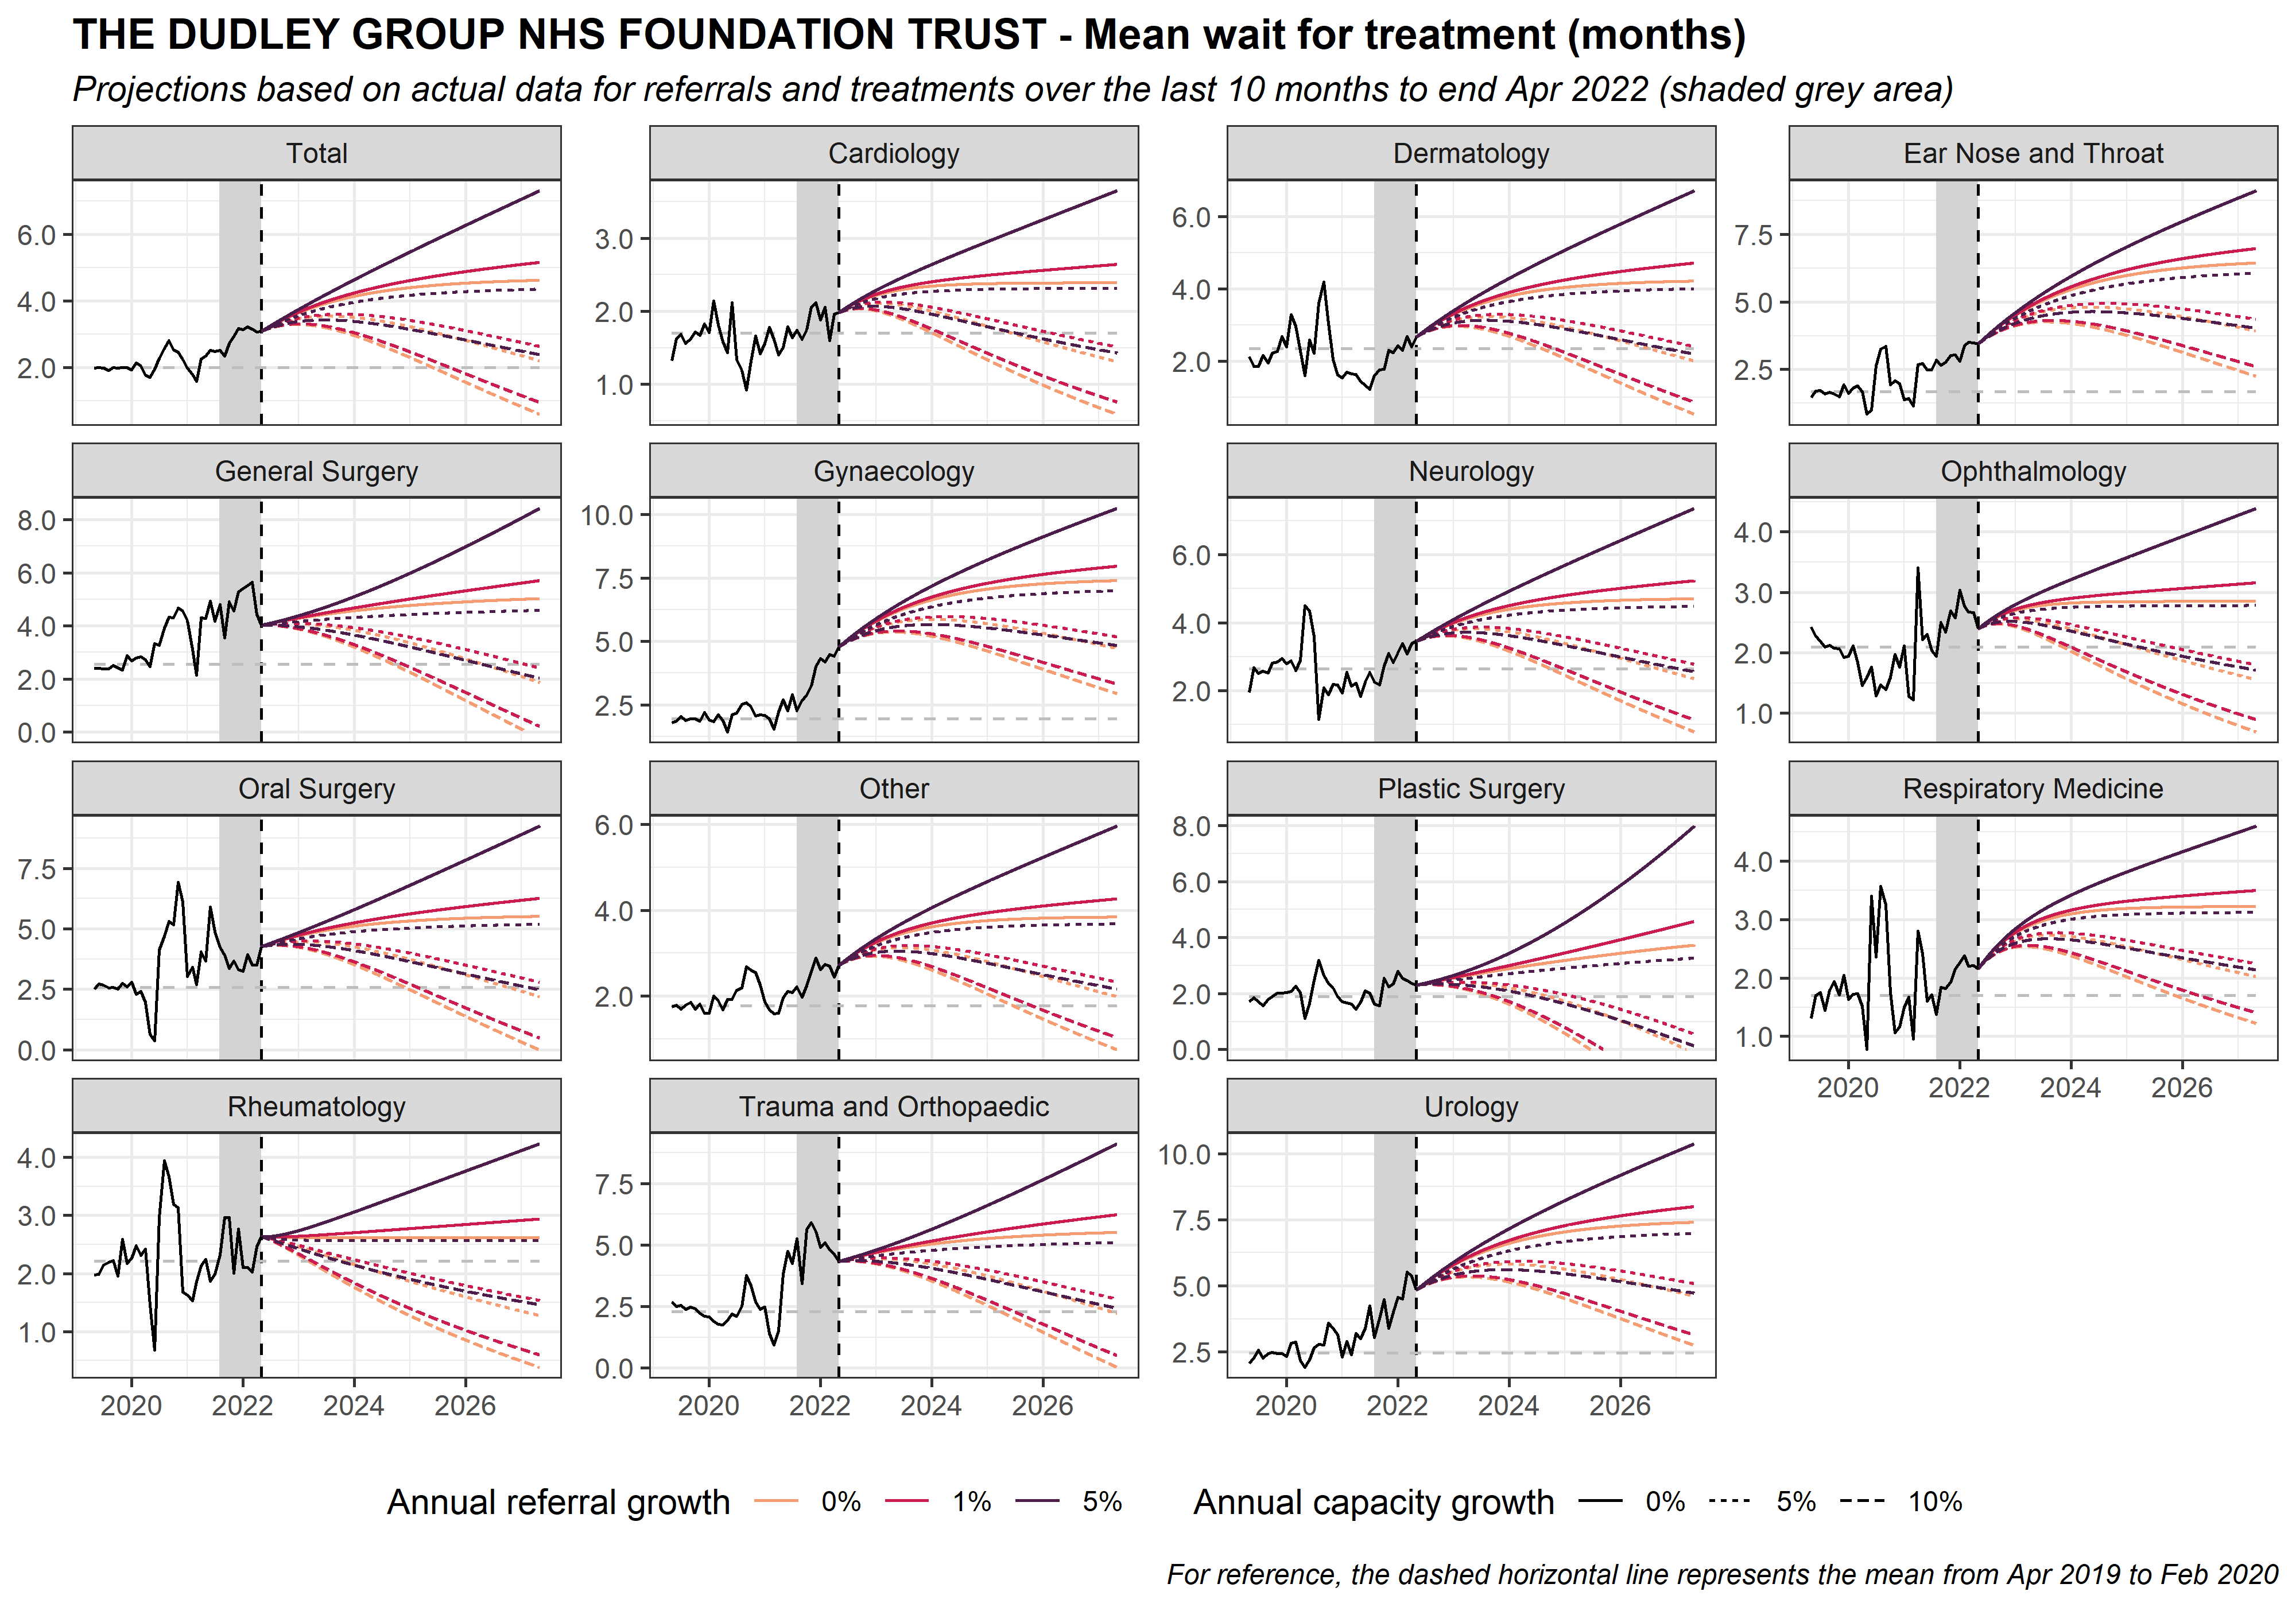 THE DUDLEY GROUP NHS FOUNDATION TRUST - Mean wait for treatment (months)
Projections based on actual data for referrals and treatments over the last 10 months to end Apr 2022 (shaded grey area)
Total
6.0
4.0
2.0
Cardiology
3.0
2.0
1.0
Dermatology
6.0
4.0
2.0
Ear Nose and Throat
7.5
5.0
2.5
General Surgery
8.0
6.0
4.0
2.0
0.0
Gynaecology
10.0
7.5
5.0
2.5
Neurology
6.0
4.0
2.0
Ophthalmology
4.0
3.0
2.0
1.0
Oral Surgery
7.5
5.0
2.5
0.0
Other
6.0
4.0
2.0
Plastic Surgery
8.0
6.0
4.0
2.0
0.0
Respiratory Medicine
4.0
3.0
2.0
1.0
2020 2022 2024 2026
Rheumatology
4.0
3.0
2.0
1.0
2020 2022 2024 2026
Trauma and Orthopaedic
7.5
5.0
2.5
0.0
2020 2022 2024 2026
Urology
10.0
7.5
5.0
2.5
2020 2022 2024 2026
Annual referral growth 0% 1% 5%
Annual capacity growth 0% 5% 10%
For reference, the dashed horizontal line represents the mean from Apr 2019 to Feb 2020